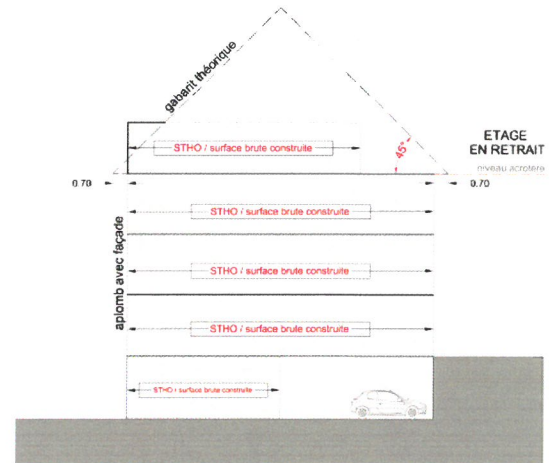 gabarit théorique
STHO / surface brute construite
45°
ETAGE
EN RETRAIT
niveau acrotère
0.70
0.70
STHO / surface brute construite
aplomb avec façade
STHO / surface brute construite
STHO / surface brute construite
STHO / surface brute construite